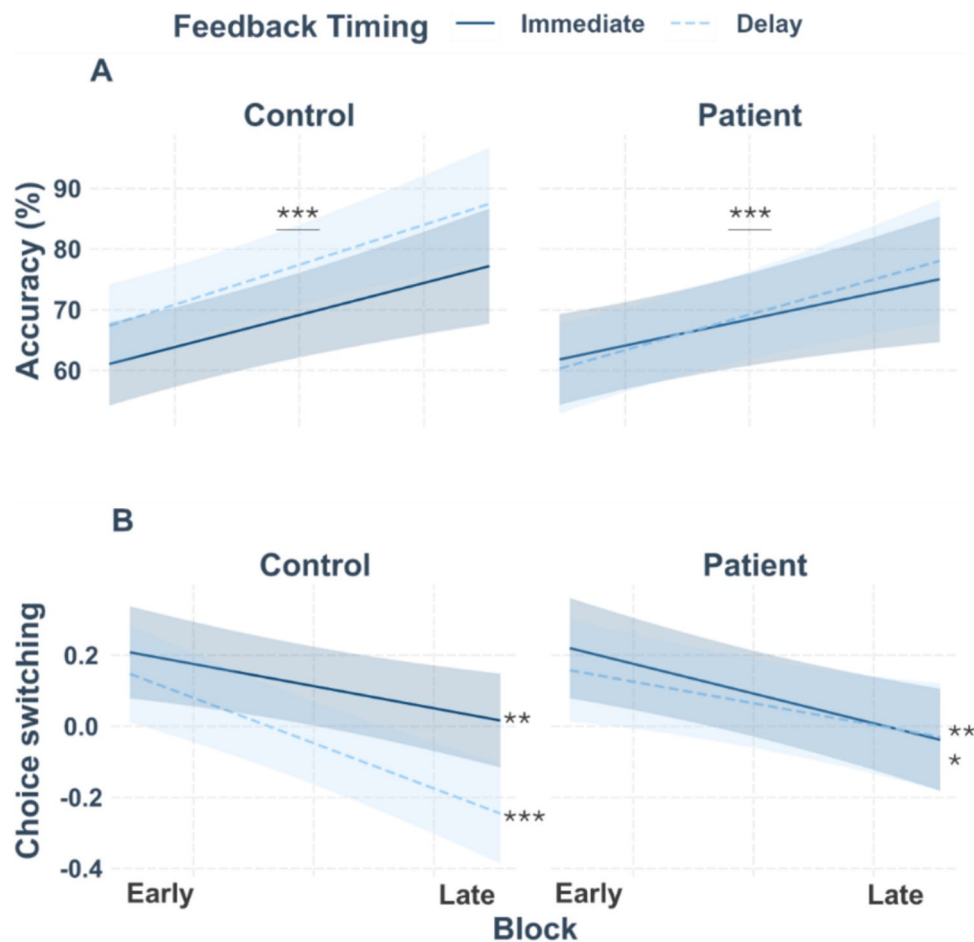 Feedback Timing Immediate Delay
A
Control Patient
Accuracy (%)
90
80
70
60
*** ***
B
Control Patient
Choice switching
0.2
0.0
-0.2
-0.4
**
***
**
*
Early Late Early Late
Block